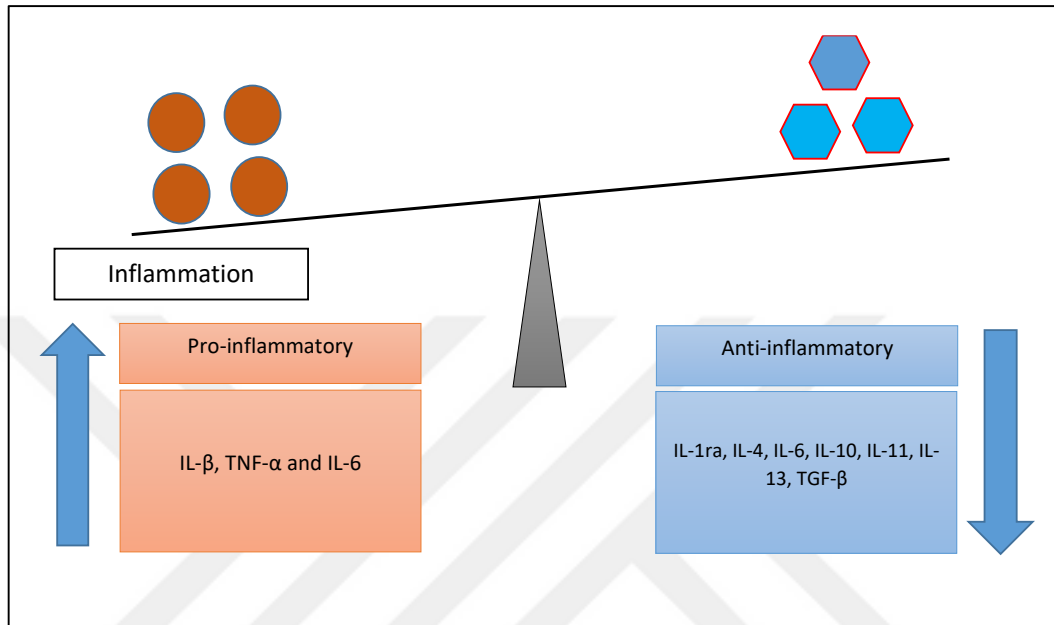 Inflammation
Pro-inflammatory
IL-β, TNF-α and IL-6
Anti-inflammatory
IL-1ra, IL-4, IL-6, IL-10, IL-11, IL-
13, TGF-β